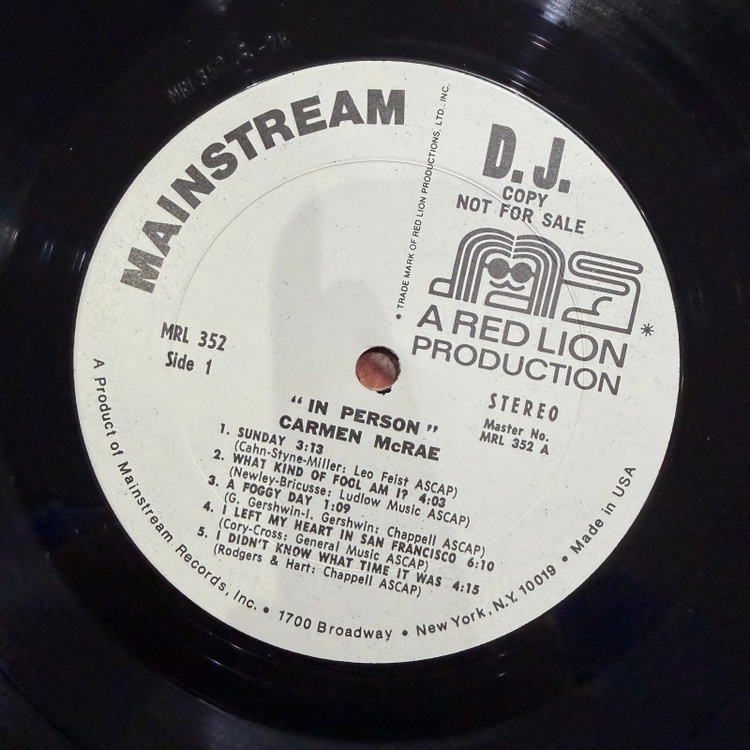 MAINSTREAM
* TRADE MARK OF RED LION PRODUCTIONS, LTD., INC.
D.J.
COPY
NOT FOR SALE
*
A RED LION
PRODUCTION
MRL 352
Side 1
STEREO
Master No.
MRL 352 A
"IN PERSON"
CARMEN McRAE
1. SUNDAY 3:13
(Cahn-Styne-Miller: Leo Feist ASCAP)
2. WHAT KIND OF FOOL AM I? 4:03
(Newley-Bricusse: Ludlow Music ASCAP)
3. A FOGGY DAY 1:09
(G. Gershwin-I. Gershwin: Chappell ASCAP)
4. I LEFT MY HEART IN SAN FRANCISCO 6:10
(Cory-Cross: General Music ASCAP)
5. I DIDN'T KNOW WHAT TIME IT WAS 4:15
(Rodgers & Hart: Chappell ASCAP)
A Product of Mainstream Records, Inc. • 1700 Broadway • New York, N.Y. 10019 • Made in USA